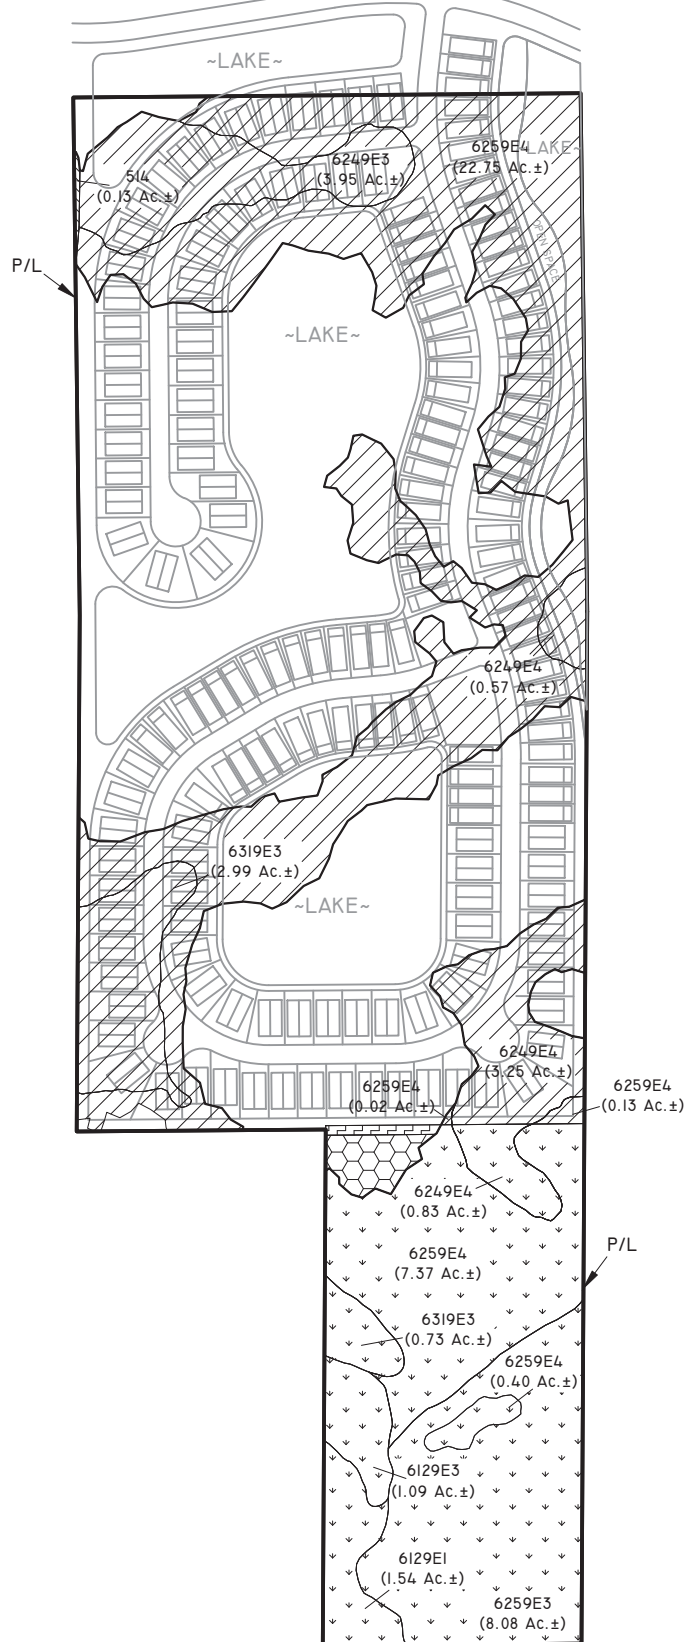 ~LAKE~
6259E4
(22.75 Ac.±)
LAKE~
6249E3
(3.95 Ac.±)
514
(0.13 Ac.±)
OPEN SPACE
P/L
~LAKE~
6249E4
(0.57 Ac.±)
6319E3
(2.99 Ac.±)
~LAKE~
6249E4
(3.25 Ac.±)
6259E4
(0.02 Ac.±)
6259E4
(0.13 Ac.±)
6249E4
(0.83 Ac.±)
P/L
6259E4
(7.37 Ac.±)
6319E3
(0.73 Ac.±)
6259E4
(0.40 Ac.±)
6129E3
(1.09 Ac.±)
6129E1
(1.54 Ac.±)
6259E3
(8.08 Ac.±)